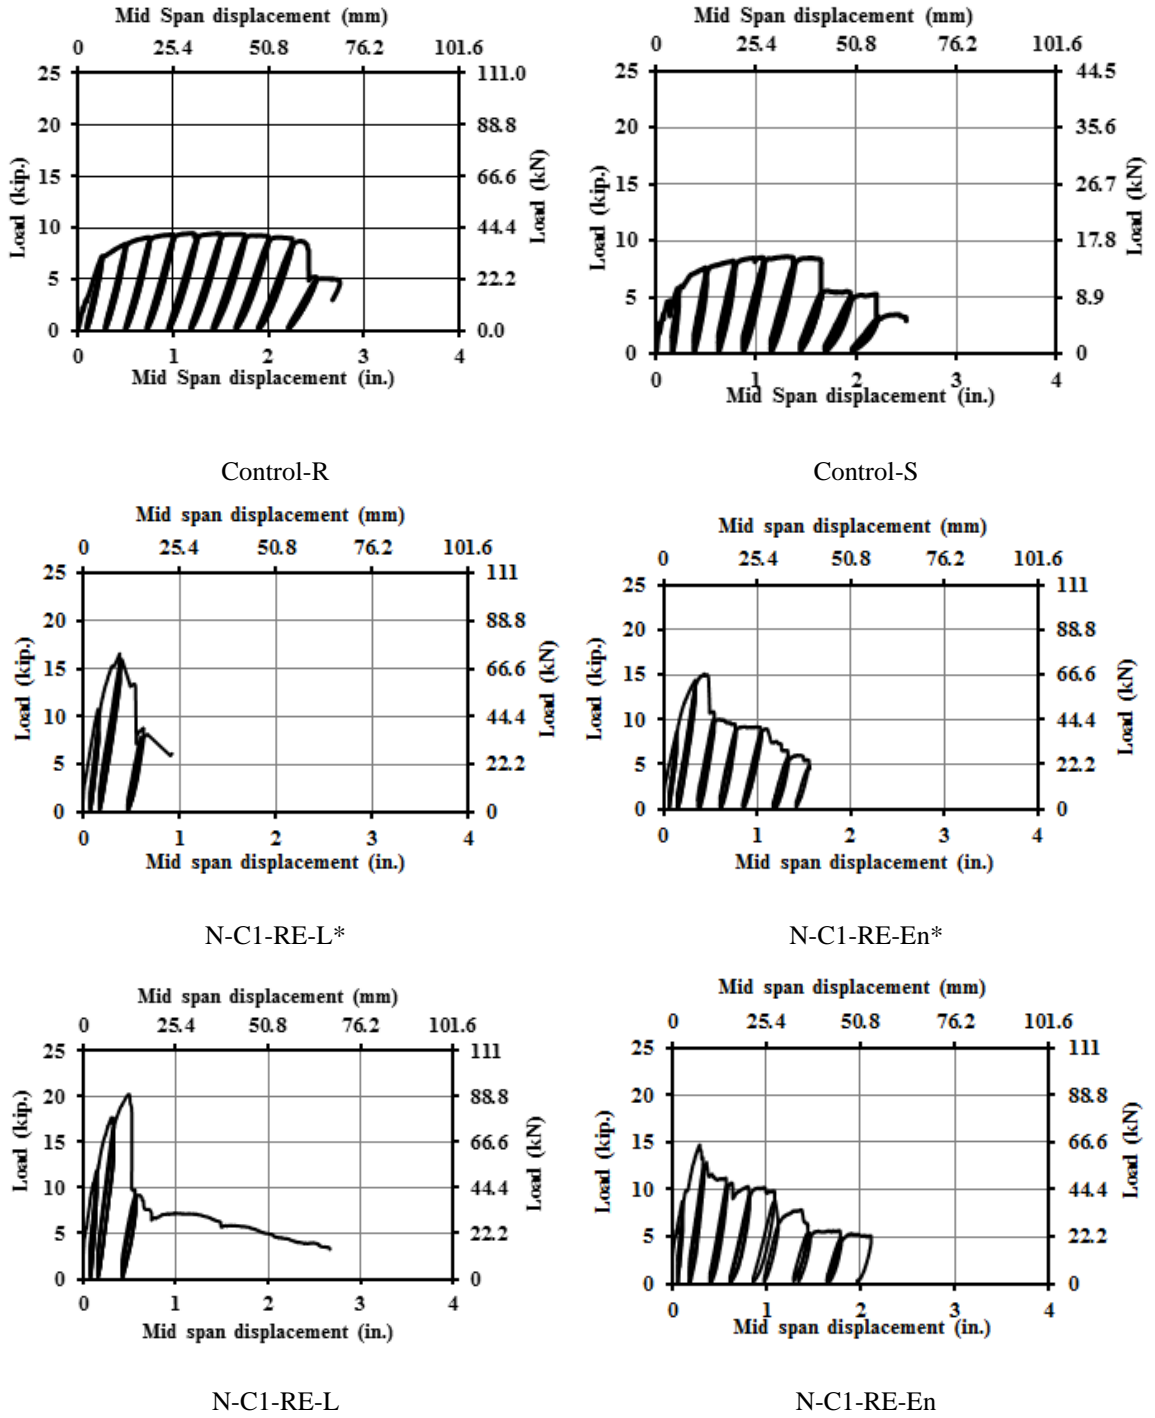 Mid Span displacement (mm)
0 25.4 50.8 76.2 101.6
25 111.0
20 88.8
15 66.6
10 44.4
5 22.2
0 0.0
Load (kip.)
Load (kN)
0 1 2 3 4
Mid Span displacement (in.)
Control-R
Mid Span displacement (mm)
0 25.4 50.8 76.2 101.6
25 44.5
20 35.6
15 26.7
10 17.8
5 8.9
0 0
Load (kip.)
Load (kN)
0 1 2 3 4
Mid Span displacement (in.)
Control-S
Mid span displacement (mm)
0 25.4 50.8 76.2 101.6
25 111
20 88.8
15 66.6
10 44.4
5 22.2
0 0
Load (kip.)
Load (kN)
0 1 2 3 4
Mid span displacement (in.)
N-C1-RE-L*
Mid span displacement (mm)
0 25.4 50.8 76.2 101.6
25 111
20 88.8
15 66.6
10 44.4
5 22.2
0 0
Load (kip.)
Load (kN)
0 1 2 3 4
Mid span displacement (in.)
N-C1-RE-En*
Mid span displacement (mm)
0 25.4 50.8 76.2 101.6
25 111
20 88.8
15 66.6
10 44.4
5 22.2
0 0
Load (kip.)
Load (kN)
0 1 2 3 4
Mid span displacement (in.)
N-C1-RE-L
Mid span displacement (mm)
0 25.4 50.8 76.2 101.6
25 111
20 88.8
15 66.6
10 44.4
5 22.2
0 0
Load (kip.)
Load (kN)
0 1 2 3 4
Mid span displacement (in.)
N-C1-RE-En